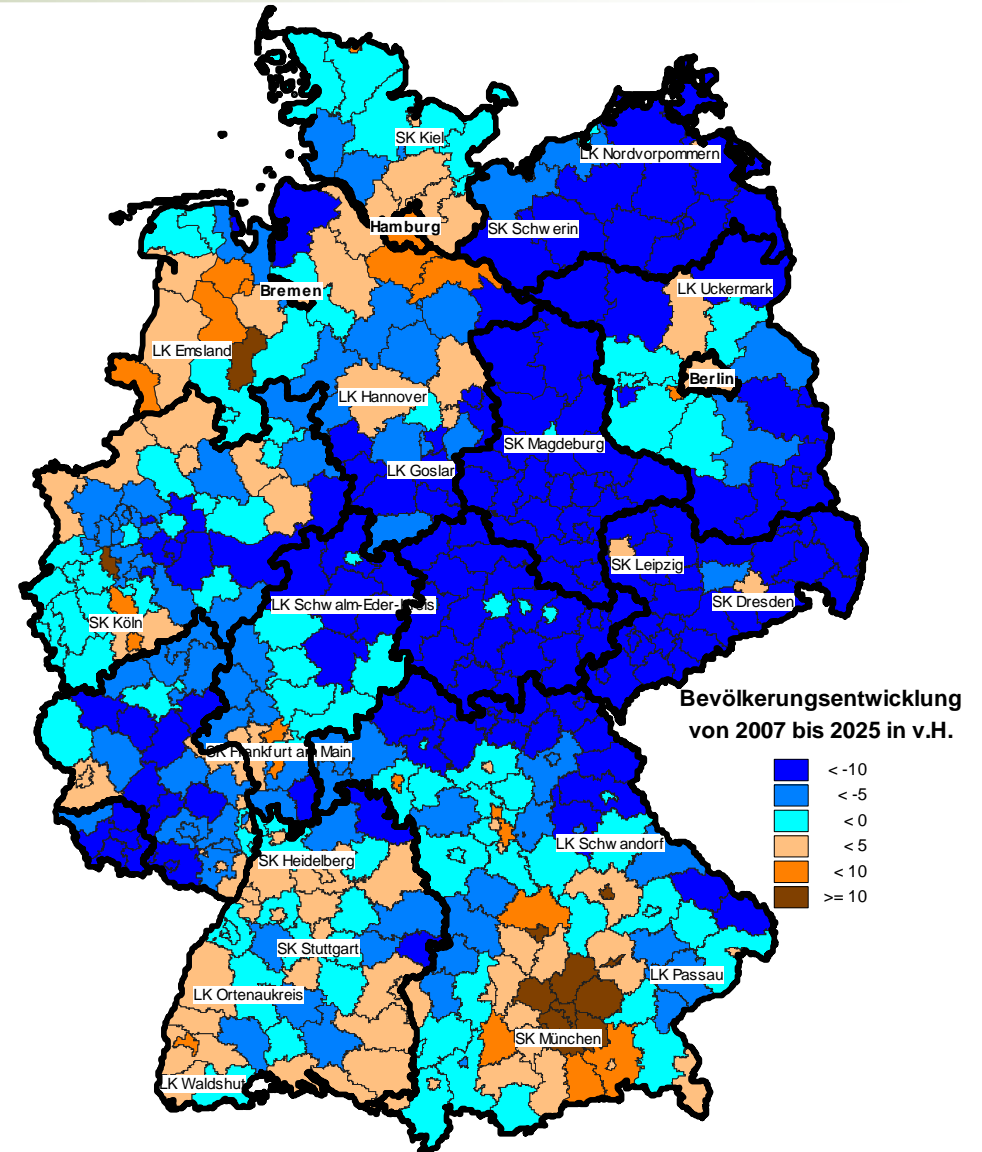 SK Kiel
LK Nordvorpommern
Hamburg
SK Schwerin
LK Uckermark
Bremen
LK Emsland
Berlin
LK Hannover
SK Magdeburg
LK Goslar
SK Leipzig
SK Dresden
LK Schwalm-Eder-Kreis
SK Köln
Bevölkerungsentwicklung
von 2007 bis 2025 in v.H.
SK Frankfurt am Main
< -10
< -5
< 0
< 5
< 10
>= 10
LK Schwandorf
SK Heidelberg
SK Stuttgart
LK Passau
LK Ortenaukreis
SK München
LK Waldshut